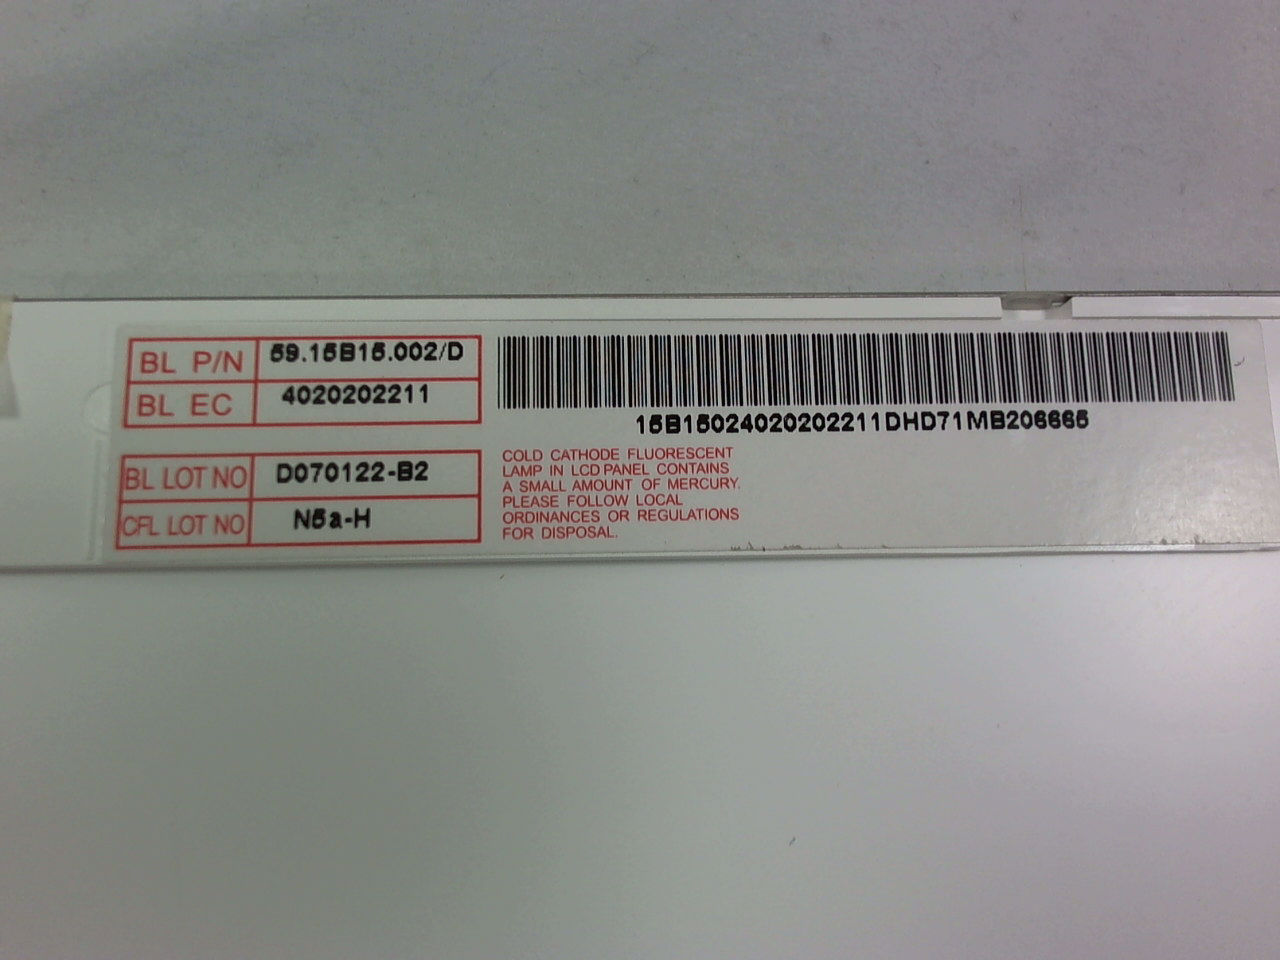 BL P/N 59.15B15.002/D
BL EC 4020202211
15B15024020202211DHD71MB206665
BL LOT NO D070122-B2
CFL LOT NO N5a-H
COLD CATHODE FLUORESCENT
LAMP IN LCD PANEL CONTAINS
A SMALL AMOUNT OF MERCURY.
PLEASE FOLLOW LOCAL
ORDINANCES OR REGULATIONS
FOR DISPOSAL.